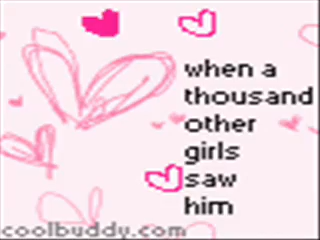 when a
thousand
other
girls
saw
him
coolbuddy.com